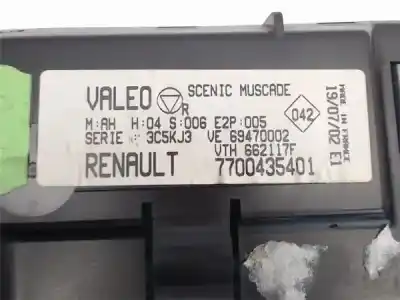 VALEO R SCENIC MUSCADE
M:AH H:04 S:006 E2P:005
042
SERIE 3C5KJ3 VE 69470002
VTH 662117F
RENAULT 7700435401
MADE IN FRANCE
19/07/02 E1